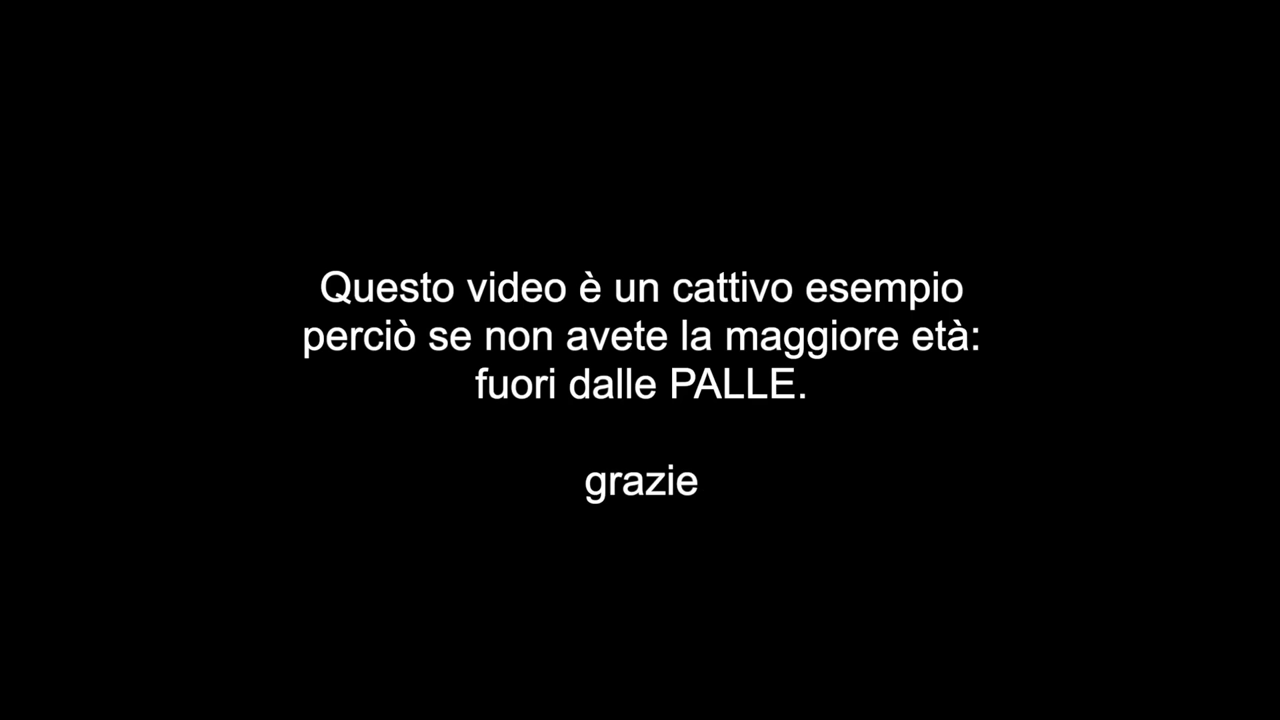 Questo video è un cattivo esempio
perciò se non avete la maggiore età:
fuori dalle PALLE.
grazie